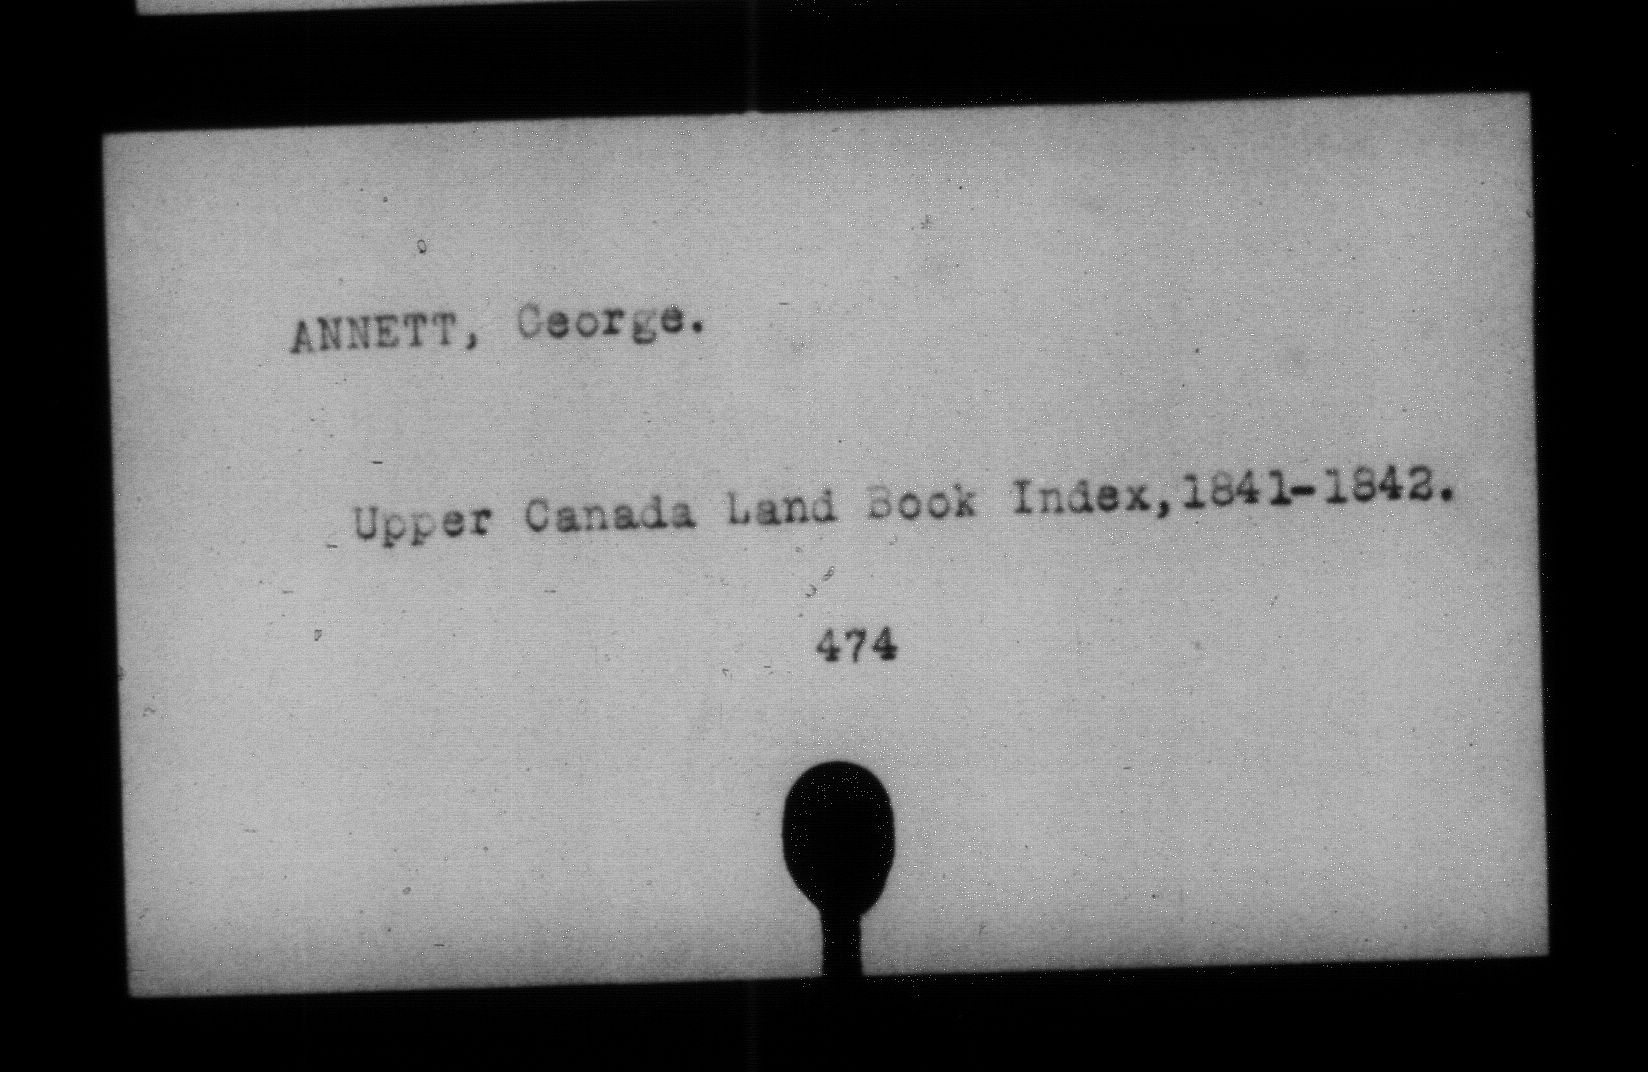 ANNETT, George.
Upper Canada Land Book Index,1841-1842.
474